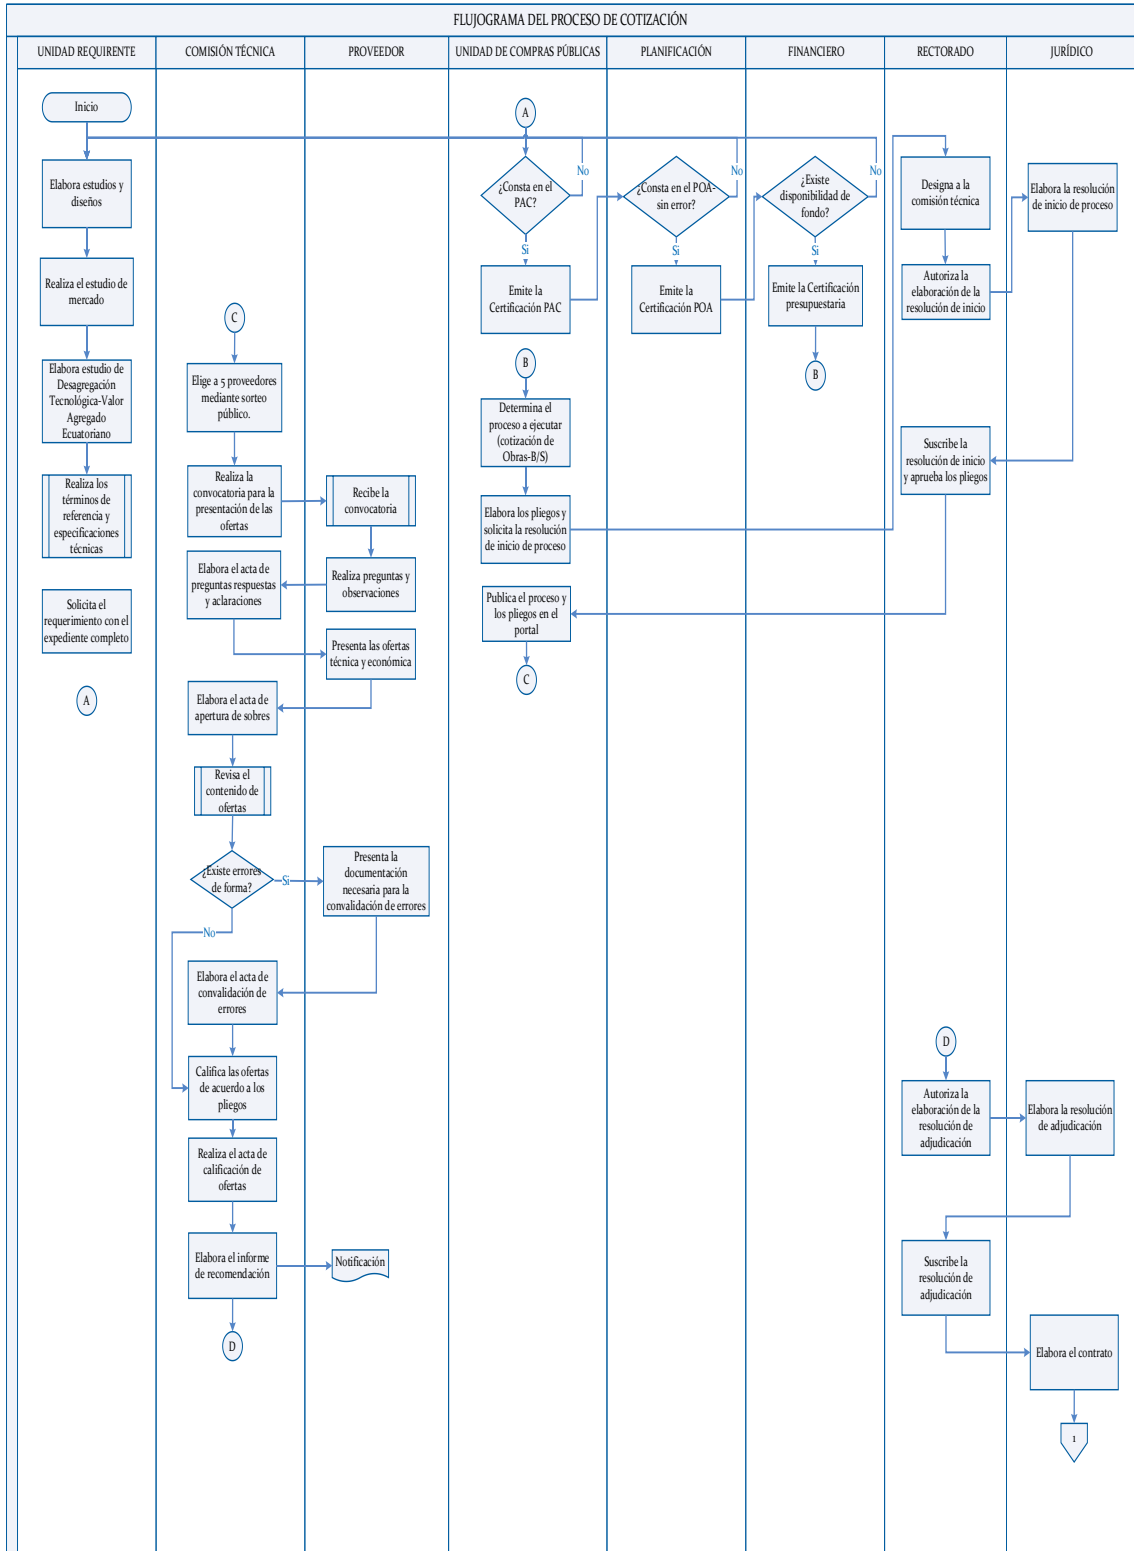 FLUJOGRAMA DEL PROCESO DE COTIZACIÓN
UNIDAD REQUIRENTE
COMISIÓN TÉCNICA
PROVEEDOR
UNIDAD DE COMPRAS PÚBLICAS
PLANIFICACIÓN
FINANCIERO
RECTORADO
JURÍDICO
Inicio
Elabora estudios y
diseños
Realiza el estudio de
mercado
Elabora estudio de
Desagregación
Tecnológica-Valor
Agregado
Ecuatoriano
Realiza los
términos de
referencia y
especificaciones
técnicas
Solicita el
requerimiento con el
expediente completo
A
C
Elige a 5 proveedores
mediante sorteo
público.
Realiza la
convocatoria para la
presentación de las
ofertas
Elabora el acta de
preguntas respuestas
y aclaraciones
Elabora el acta de
apertura de sobres
Revisa el
contenido de
ofertas
¿Existe errores
de forma?
Si
No
Elabora el acta de
convalidación de
errores
Califica las ofertas
de acuerdo a los
pliegos
Realiza el acta de
calificación de
ofertas
Elabora el informe
de recomendación
D
Recibe la
convocatoria
Realiza preguntas y
observaciones
Presenta las ofertas
técnica y económica
Presenta la
documentación
necesaria para la
convalidación de errores
Notificación
A
¿Consta en el
PAC?
No
Si
Emite la
Certificación PAC
B
Determina el
proceso a ejecutar
(cotización de
Obras-B/S)
Elabora los pliegos y
solicita la resolución
de inicio de proceso
Publica el proceso y
los pliegos en el
portal
C
¿Consta en el POA-
sin error?
No
Si
Emite la
Certificación POA
¿Existe
disponibilidad de
fondo?
No
Si
Emite la Certificación
presupuestaria
B
Designa a la
comisión técnica
Autoriza la
elaboración de la
resolución de inicio
Suscribe la
resolución de inicio
y aprueba los pliegos
D
Autoriza la
elaboración de la
resolución de
adjudicación
Suscribe la
resolución de
adjudicación
Elabora la resolución
de inicio de proceso
Elabora la resolución
de adjudicación
Elabora el contrato
1